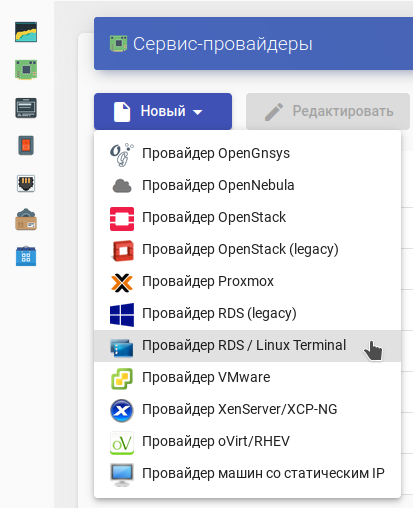 Сервис-провайдеры
Новый
Редактировать
Провайдер OpenGnsys
Провайдер OpenNebula
Провайдер OpenStack
Провайдер OpenStack (legacy)
Провайдер Proxmox
Провайдер RDS (legacy)
Провайдер RDS / Linux Terminal
Провайдер VMware
Провайдер XenServer/XCP-NG
Провайдер oVirt/RHEV
Провайдер машин со статическим IP